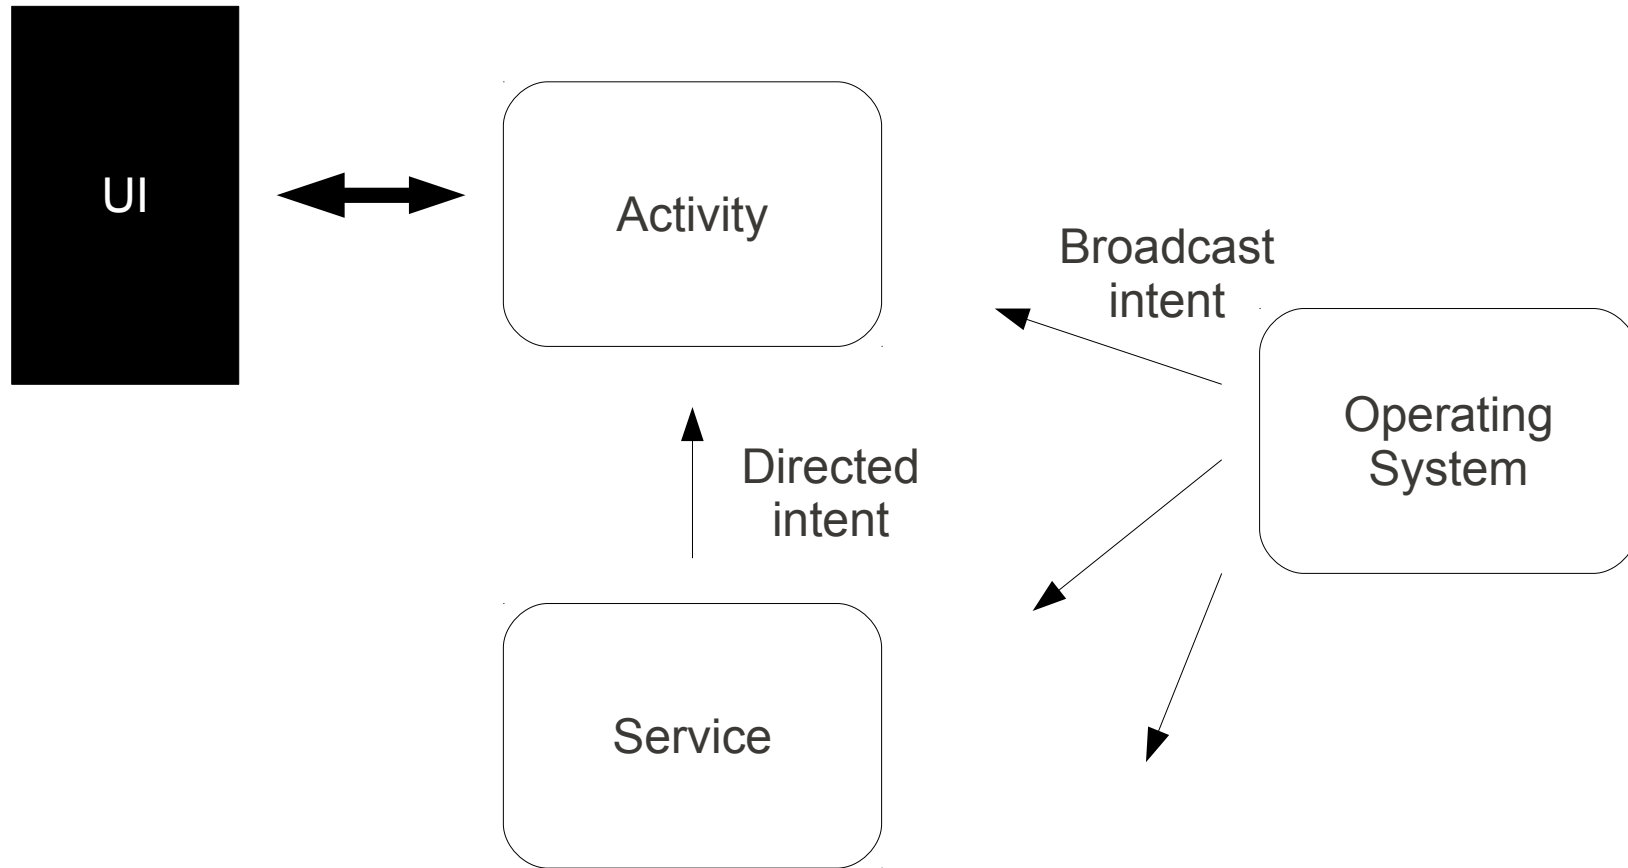 UI
Activity
Broadcast
intent
Operating
System
Directed
intent
Service